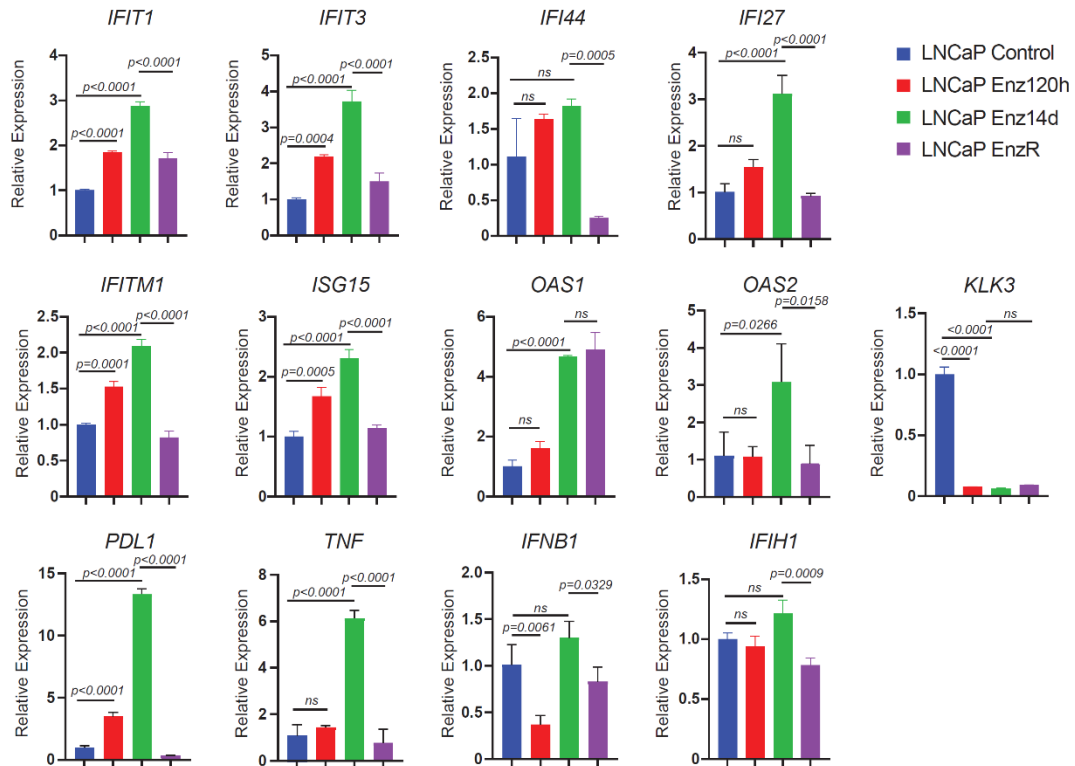 IFIT1
Relative Expression
4
3
2
1
0
p<0.0001
p<0.0001
p<0.0001
IFIT3
Relative Expression
5
4
3
2
1
0
p<0.0001
p<0.0001
p=0.0004
IFI44
Relative Expression
2.5
2.0
1.5
1.0
0.5
0.0
ns
p=0.0005
ns
IFI27
Relative Expression
4
3
2
1
0
p<0.0001
p<0.0001
ns
LNCaP Control
LNCaP Enz120h
LNCaP Enz14d
LNCaP EnzR
IFITM1
Relative Expression
2.5
2.0
1.5
1.0
0.5
0.0
p<0.0001
p<0.0001
p=0.0001
ISG15
Relative Expression
3
2
1
0
p<0.0001
p<0.0001
p=0.0005
OAS1
Relative Expression
6
4
2
0
ns
p<0.0001
ns
OAS2
Relative Expression
5
4
3
2
1
0
p=0.0158
p=0.0266
ns
KLK3
Relative Expression
1.5
1.0
0.5
0.0
ns
<0.0001
<0.0001
PDL1
Relative Expression
15
10
5
0
p<0.0001
p<0.0001
p<0.0001
TNF
Relative Expression
8
6
4
2
0
p<0.0001
p<0.0001
ns
IFNB1
Relative Expression
2.0
1.5
1.0
0.5
0.0
p=0.0329
ns
p=0.0061
IFIH1
Relative Expression
1.5
1.0
0.5
0.0
p=0.0009
ns
ns